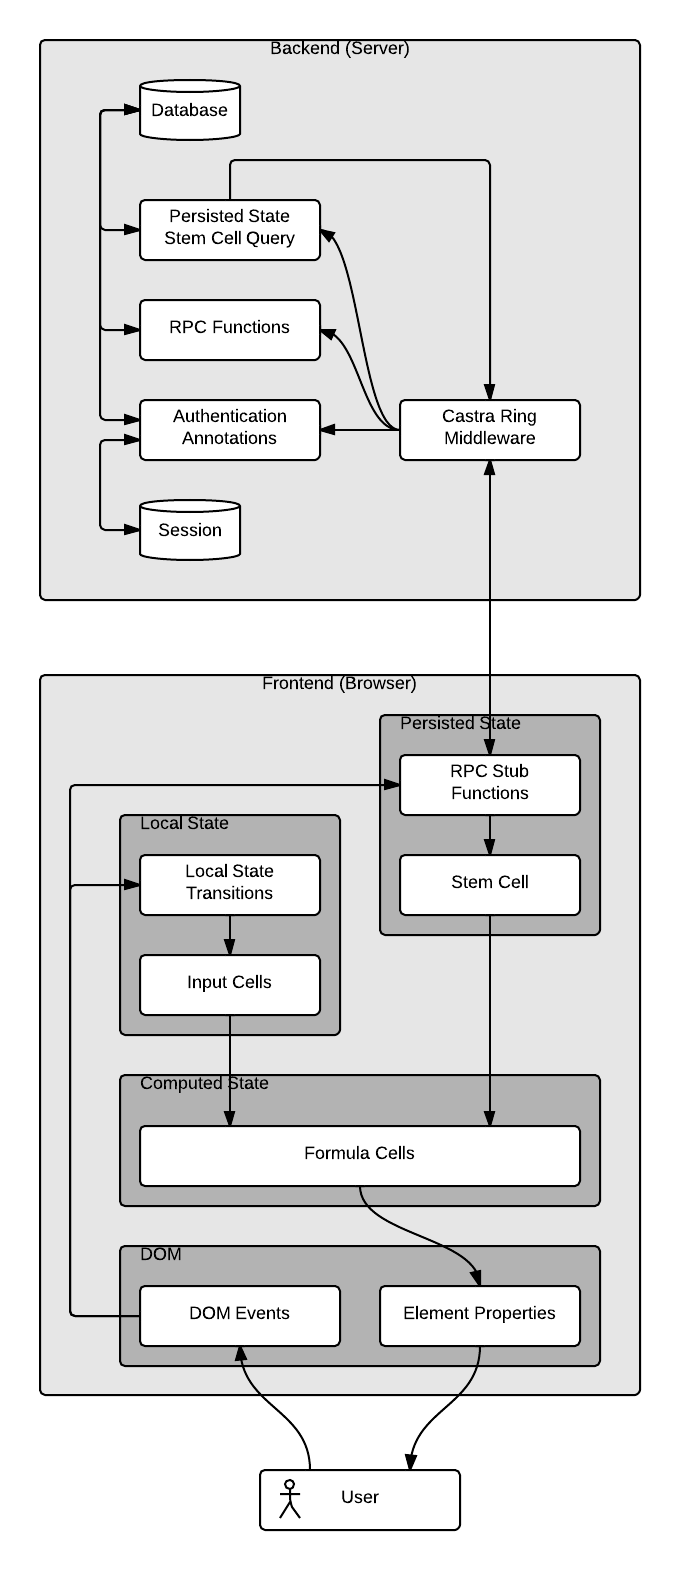 Backend (Server)
Database
Persisted State
Stem Cell Query
RPC Functions
Authentication
Annotations
Castra Ring
Middleware
Session
Frontend (Browser)
Persisted State
RPC Stub
Functions
Local State
Local State
Transitions
Stem Cell
Input Cells
Computed State
Formula Cells
DOM
DOM Events
Element Properties
User